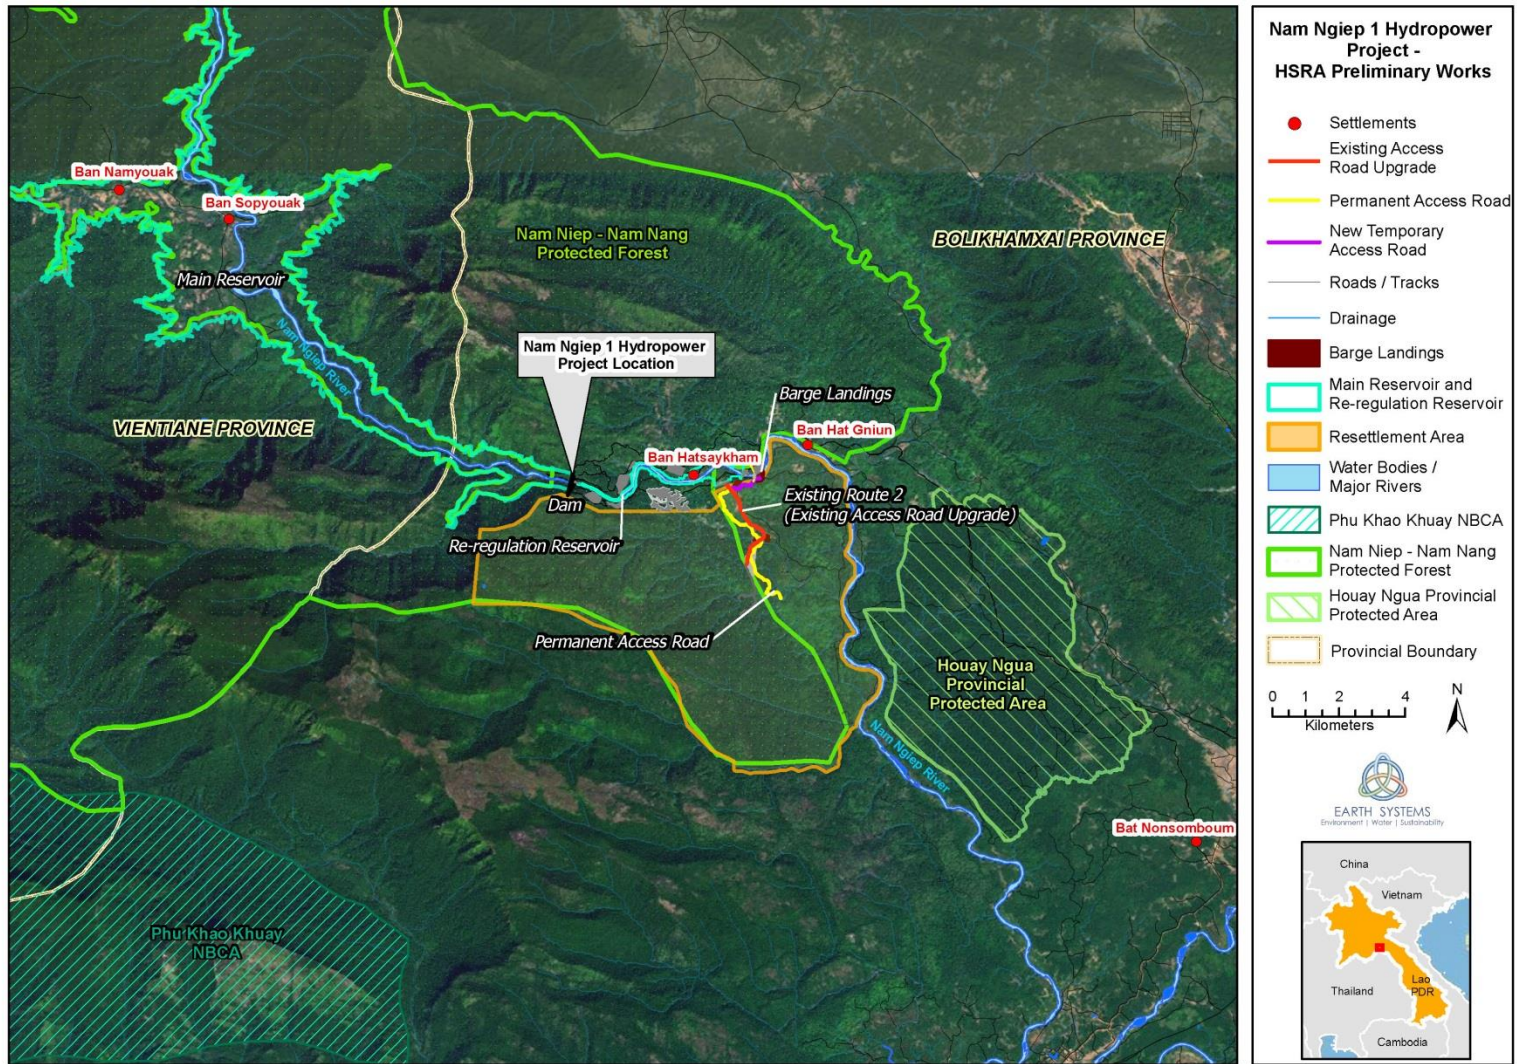 Ban Namyouak
Ban Sopyouak
Main Reservoir
Nam Ngiep River
VIENTIANE PROVINCE
Nam Niep - Nam Nang
Protected Forest
BOLIKHAMXAI PROVINCE
Nam Ngiep 1 Hydropower
Project Location
Barge Landings
Ban Hat Gniun
Ban Hatsaykham
Dam
Existing Route 2
(Existing Access Road Upgrade)
Re-regulation Reservoir
Permanent Access Road
Houay Ngua
Provincial
Protected Area
Nam Ngiep River
Bat Nonsomboum
Phu Khao Khuay
NBCA
Nam Ngiep 1 Hydropower
Project -
HSRA Preliminary Works
Settlements
Existing Access
Road Upgrade
Permanent Access Road
New Temporary
Access Road
Roads / Tracks
Drainage
Barge Landings
Main Reservoir and
Re-regulation Reservoir
Resettlement Area
Water Bodies /
Major Rivers
Phu Khao Khuay NBCA
Nam Niep - Nam Nang
Protected Forest
Houay Ngua Provincial
Protected Area
Provincial Boundary
0 1 2 4
Kilometers
N
EARTH SYSTEMS
Environment | Water | Sustainability
China
Vietnam
Lao
PDR
Thailand
Cambodia